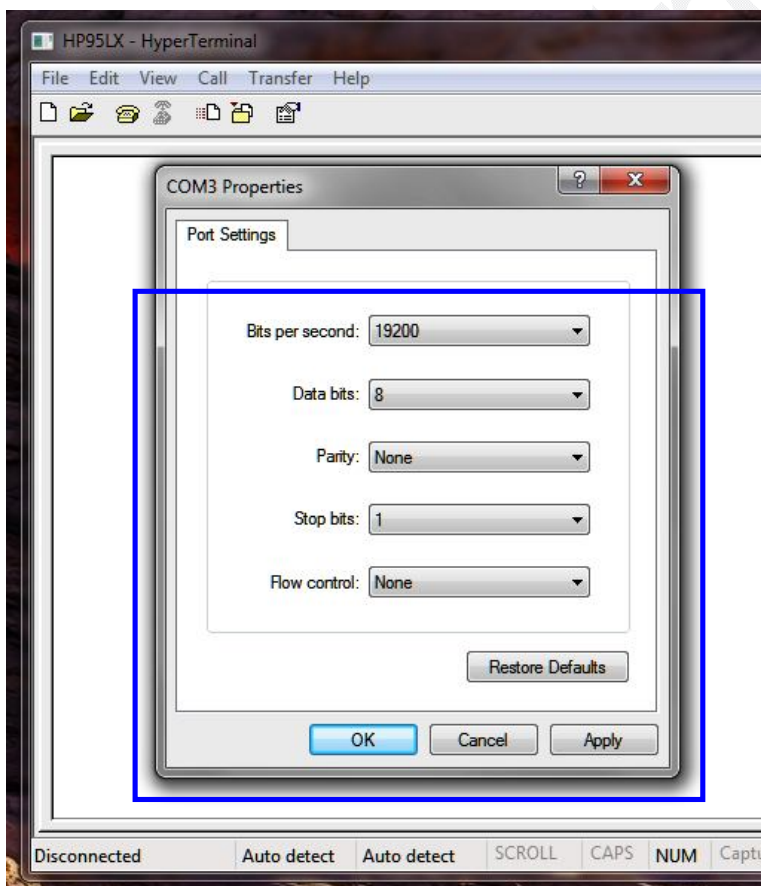 HP95LX - HyperTerminal
File Edit View Call Transfer Help
COM3 Properties
Port Settings
Bits per second: 19200
Data bits: 8
Parity: None
Stop bits: 1
Flow control: None
Restore Defaults
OK Cancel Apply
Disconnected Auto detect Auto detect SCROLL CAPS NUM